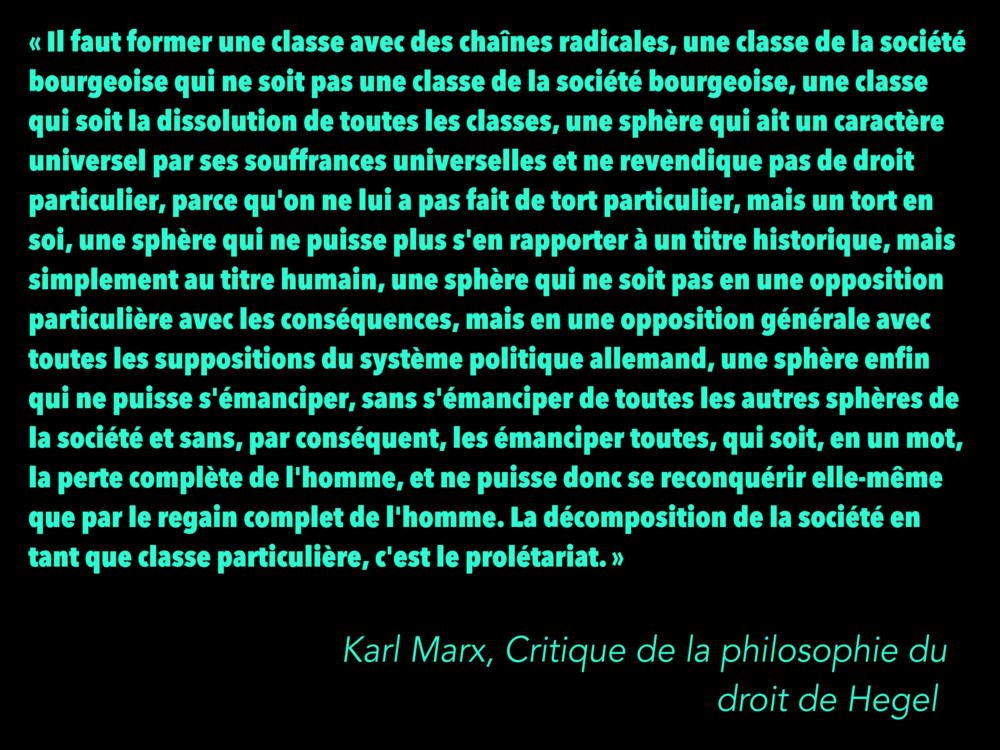 « Il faut former une classe avec des chaînes radicales, une classe de la société
bourgeoise qui ne soit pas une classe de la société bourgeoise, une classe
qui soit la dissolution de toutes les classes, une sphère qui ait un caractère
universel par ses souffrances universelles et ne revendique pas de droit
particulier, parce qu'on ne lui a pas fait de tort particulier, mais un tort en
soi, une sphère qui ne puisse plus s'en rapporter à un titre historique, mais
simplement au titre humain, une sphère qui ne soit pas en une opposition
particulière avec les conséquences, mais en une opposition générale avec
toutes les suppositions du système politique allemand, une sphère enfin
qui ne puisse s'émanciper, sans s'émanciper de toutes les autres sphères de
la société et sans, par conséquent, les émanciper toutes, qui soit, en un mot,
la perte complète de l'homme, et ne puisse donc se reconquérir elle-même
que par le regain complet de l'homme. La décomposition de la société en
tant que classe particulière, c'est le prolétariat. »
Karl Marx, Critique de la philosophie du
droit de Hegel